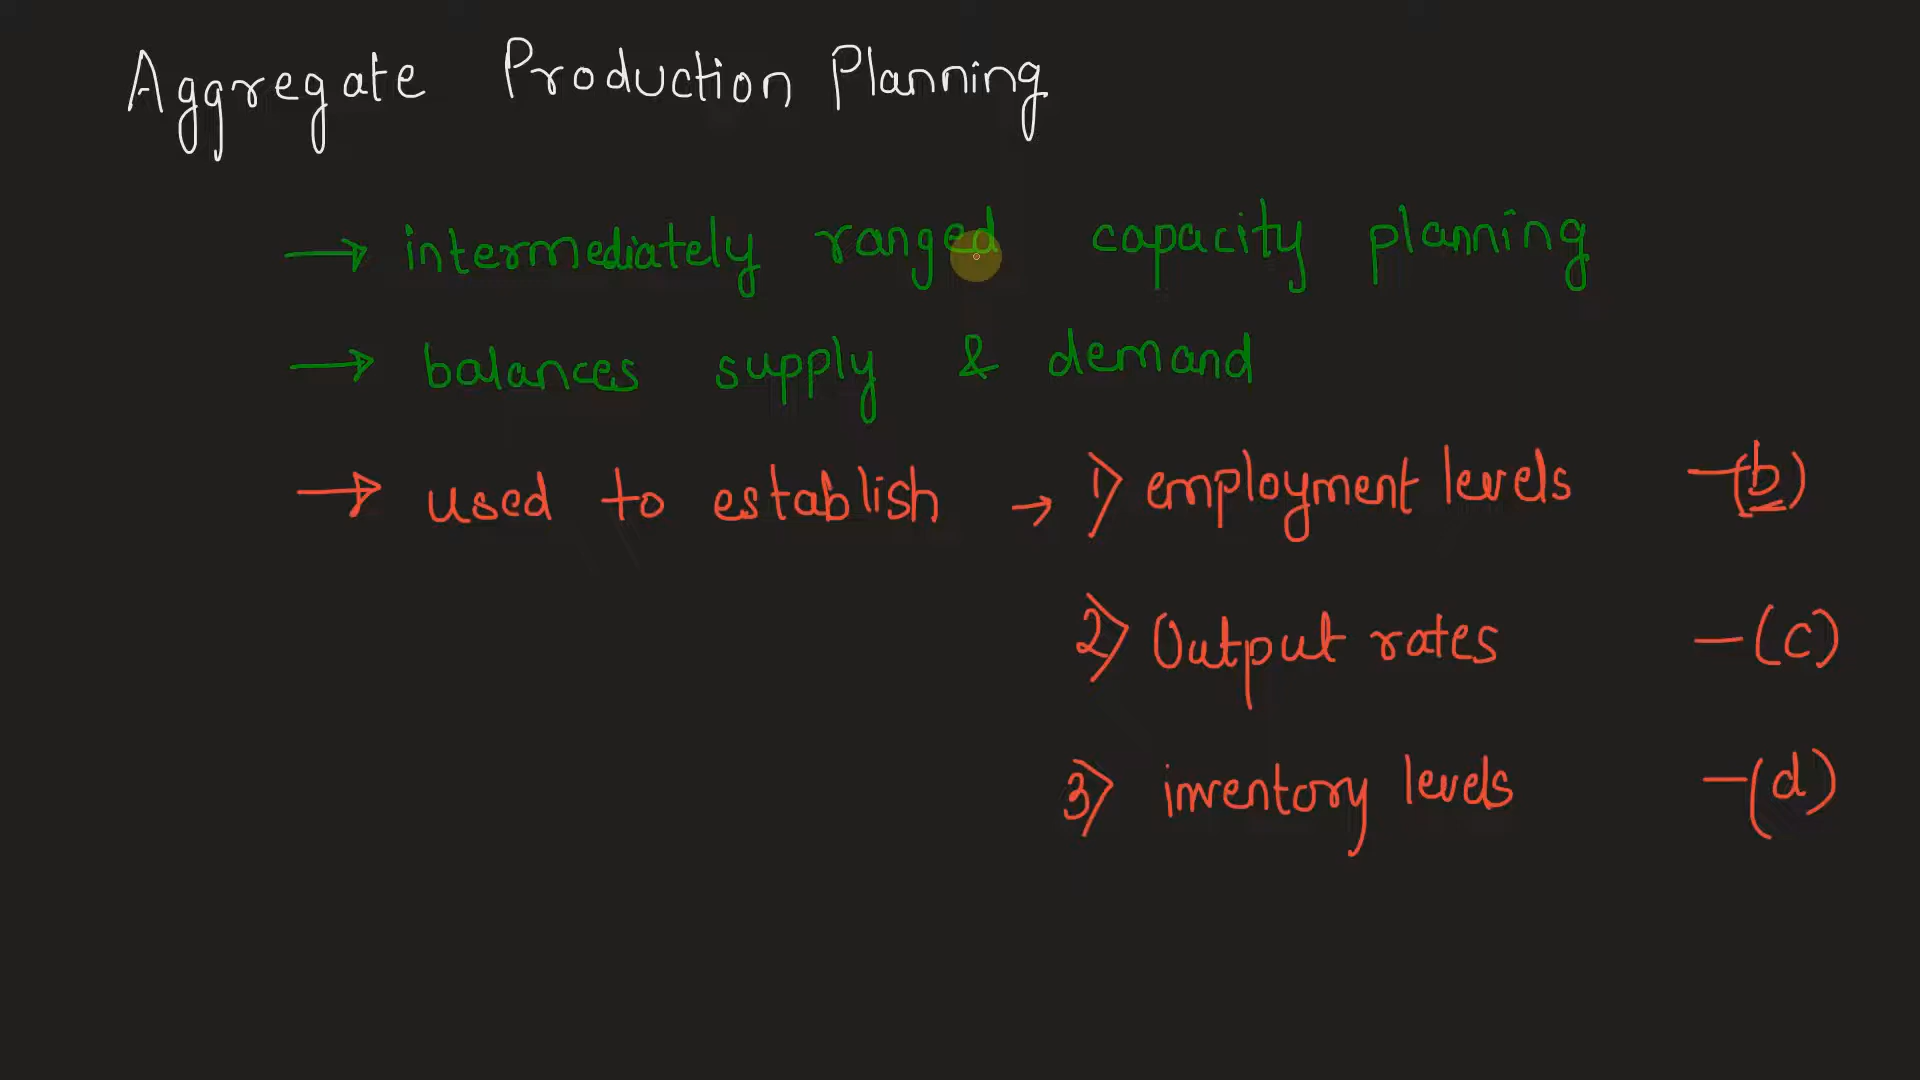 Aggregate Production Planning
→ intermediately ranged capacity planning
→ balances supply & demand
→ used to establish → 1) employment levels —(b)
2) Output rates —(c)
3) inventory levels —(d)